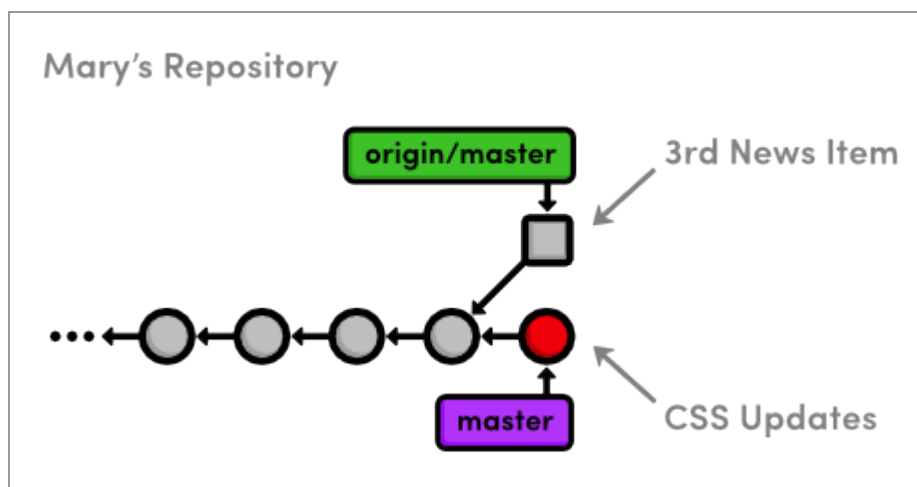 Mary's Repository
origin/master
3rd News Item
master
CSS Updates